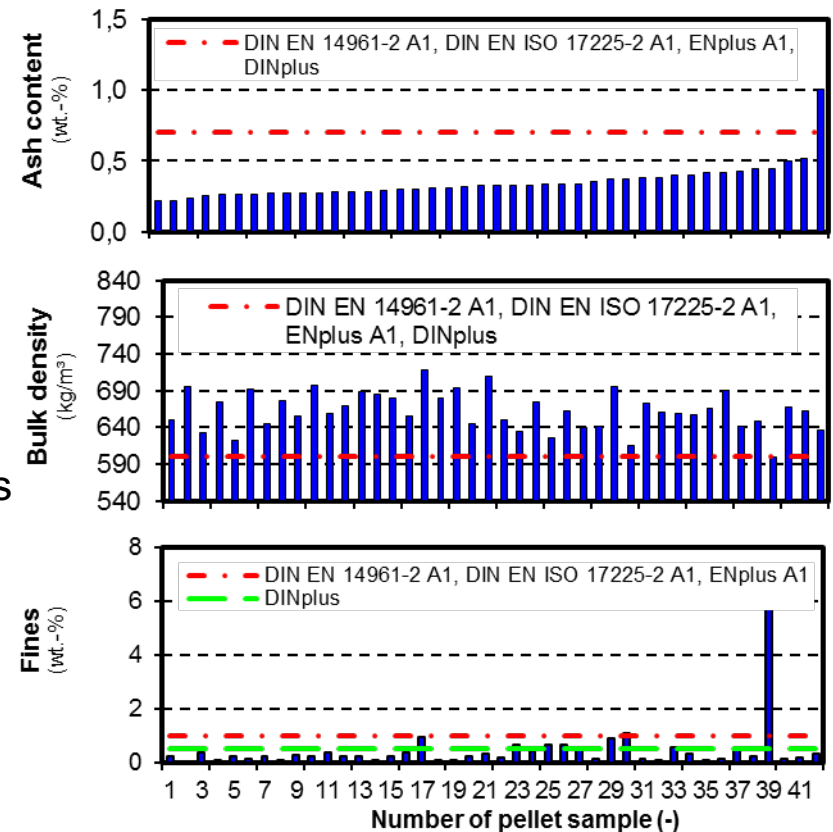 Ash content
(wt.-%)
1,5
1,0
0,5
0,0
DIN EN 14961-2 A1, DIN EN ISO 17225-2 A1, ENplus A1,
DINplus
Bulk density
(kg/m³)
840
790
740
690
640
590
540
DIN EN 14961-2 A1, DIN EN ISO 17225-2 A1,
ENplus A1, DINplus
s
Fines
(wt.-%)
8
6
4
2
0
DIN EN 14961-2 A1, DIN EN ISO 17225-2 A1, ENplus A1
DINplus
1 3 5 7 9 11 13 15 17 19 21 23 25 27 29 31 33 35 37 39 41
Number of pellet sample (-)